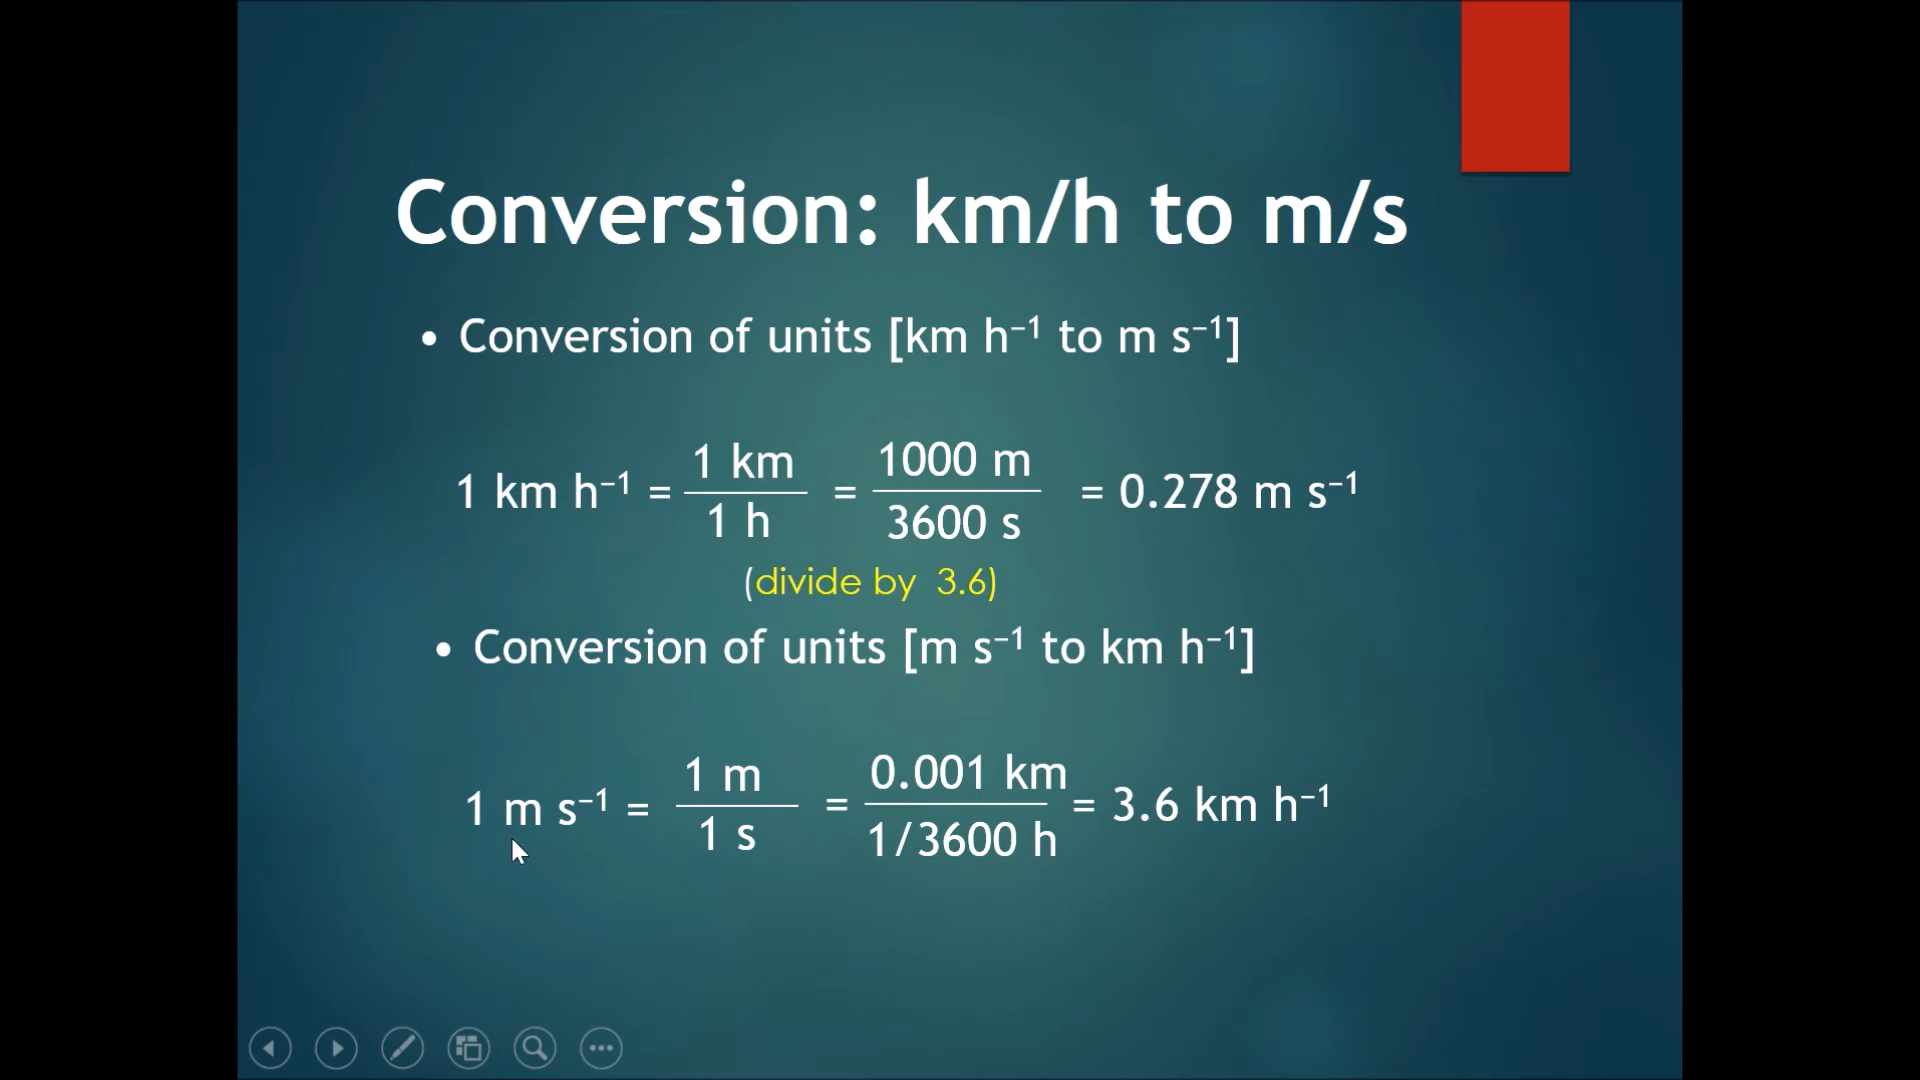 Conversion: km/h to m/s
• Conversion of units [km h⁻¹ to m s⁻¹]
1 km h⁻¹ = 1 km / 1 h = 1000 m / 3600 s = 0.278 m s⁻¹
(divide by 3.6)
• Conversion of units [m s⁻¹ to km h⁻¹]
1 m s⁻¹ = 1 m / 1 s = 0.001 km / 1/3600 h = 3.6 km h⁻¹